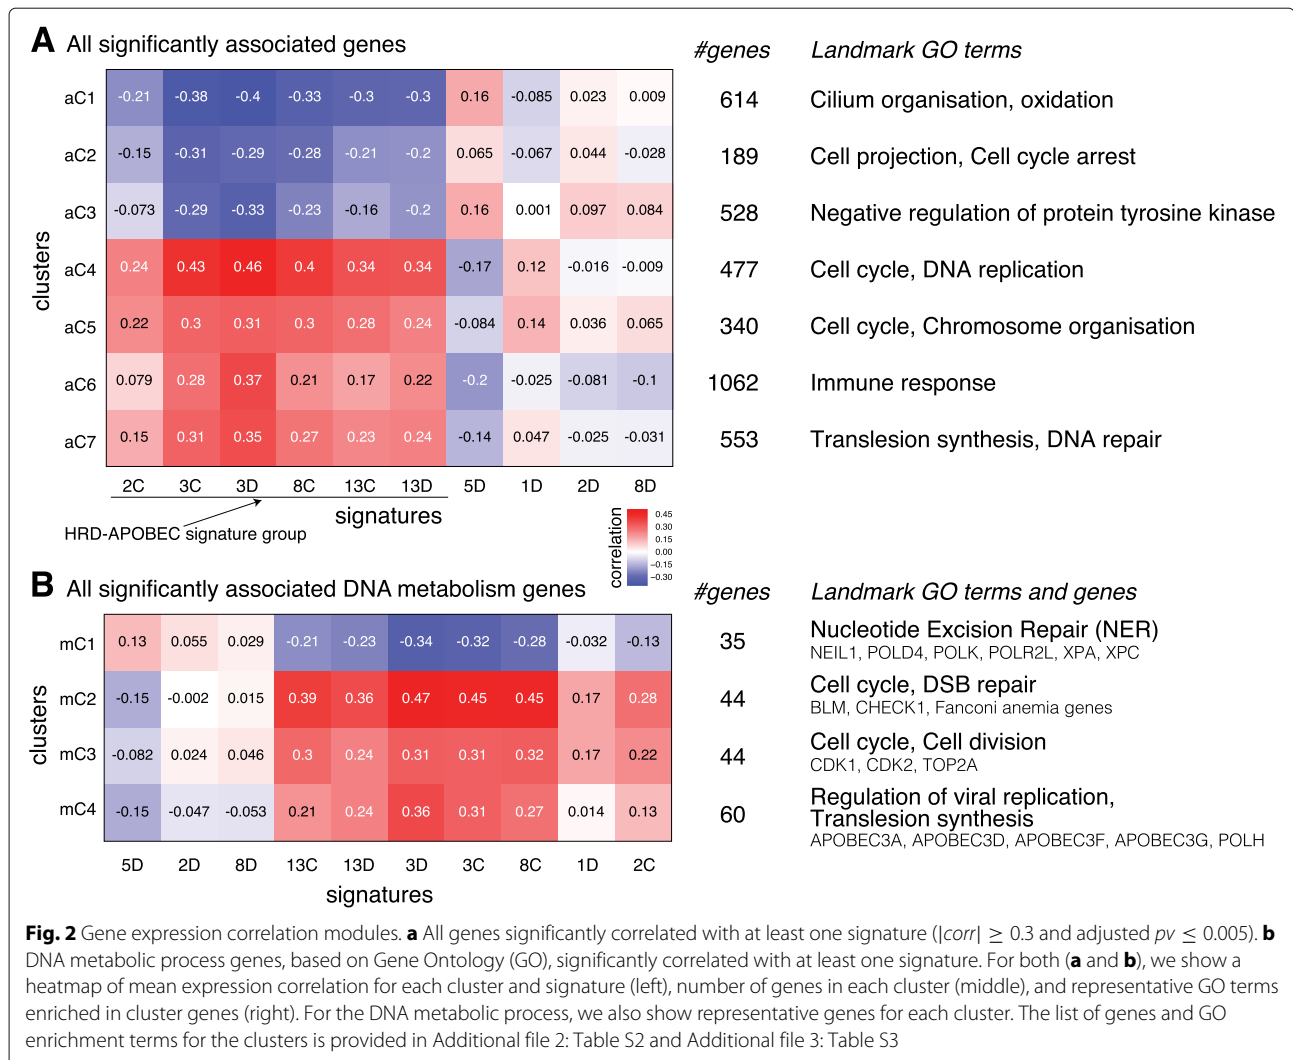 A All significantly associated genes
#genes Landmark GO terms
aC1 -0.21 -0.38 -0.4 -0.33 -0.3 -0.3 0.16 -0.085 0.023 0.009 614 Cilium organisation, oxidation
aC2 -0.15 -0.31 -0.29 -0.28 -0.21 -0.2 0.065 -0.067 0.044 -0.028 189 Cell projection, Cell cycle arrest
aC3 -0.073 -0.29 -0.33 -0.23 -0.16 -0.2 0.16 0.001 0.097 0.084 528 Negative regulation of protein tyrosine kinase
clusters
aC4 0.24 0.43 0.46 0.4 0.34 0.34 -0.17 0.12 -0.016 -0.009 477 Cell cycle, DNA replication
aC5 0.22 0.3 0.31 0.3 0.28 0.24 -0.084 0.14 0.036 0.065 340 Cell cycle, Chromosome organisation
aC6 0.079 0.28 0.37 0.21 0.17 0.22 -0.2 -0.025 -0.081 -0.1 1062 Immune response
aC7 0.15 0.31 0.35 0.27 0.23 0.24 -0.14 0.047 -0.025 -0.031 553 Translesion synthesis, DNA repair
2C 3C 3D 8C 13C 13D 5D 1D 2D 8D
signatures
HRD-APOBEC signature group
correlation
0.45
0.30
0.15
0.00
-0.15
-0.30
B All significantly associated DNA metabolism genes
#genes Landmark GO terms and genes
mC1 0.13 0.055 0.029 -0.21 -0.23 -0.34 -0.32 -0.28 -0.032 -0.13 35 Nucleotide Excision Repair (NER)
NEIL1, POLD4, POLK, POLR2L, XPA, XPC
mC2 -0.15 -0.002 0.015 0.39 0.36 0.47 0.45 0.45 0.17 0.28 44 Cell cycle, DSB repair
BLM, CHECK1, Fanconi anemia genes
clusters
mC3 -0.082 0.024 0.046 0.3 0.24 0.31 0.31 0.32 0.17 0.22 44 Cell cycle, Cell division
CDK1, CDK2, TOP2A
mC4 -0.15 -0.047 -0.053 0.21 0.24 0.36 0.31 0.27 0.014 0.13 60 Regulation of viral replication,
Translesion synthesis
APOBEC3A, APOBEC3D, APOBEC3F, APOBEC3G, POLH
5D 2D 8D 13C 13D 3D 3C 8C 1D 2C
signatures
Fig. 2 Gene expression correlation modules. a All genes significantly correlated with at least one signature (|corr| ≥ 0.3 and adjusted pv ≤ 0.005). b
DNA metabolic process genes, based on Gene Ontology (GO), significantly correlated with at least one signature. For both (a and b), we show a
heatmap of mean expression correlation for each cluster and signature (left), number of genes in each cluster (middle), and representative GO terms
enriched in cluster genes (right). For the DNA metabolic process, we also show representative genes for each cluster. The list of genes and GO
enrichment terms for the clusters is provided in Additional file 2: Table S2 and Additional file 3: Table S3